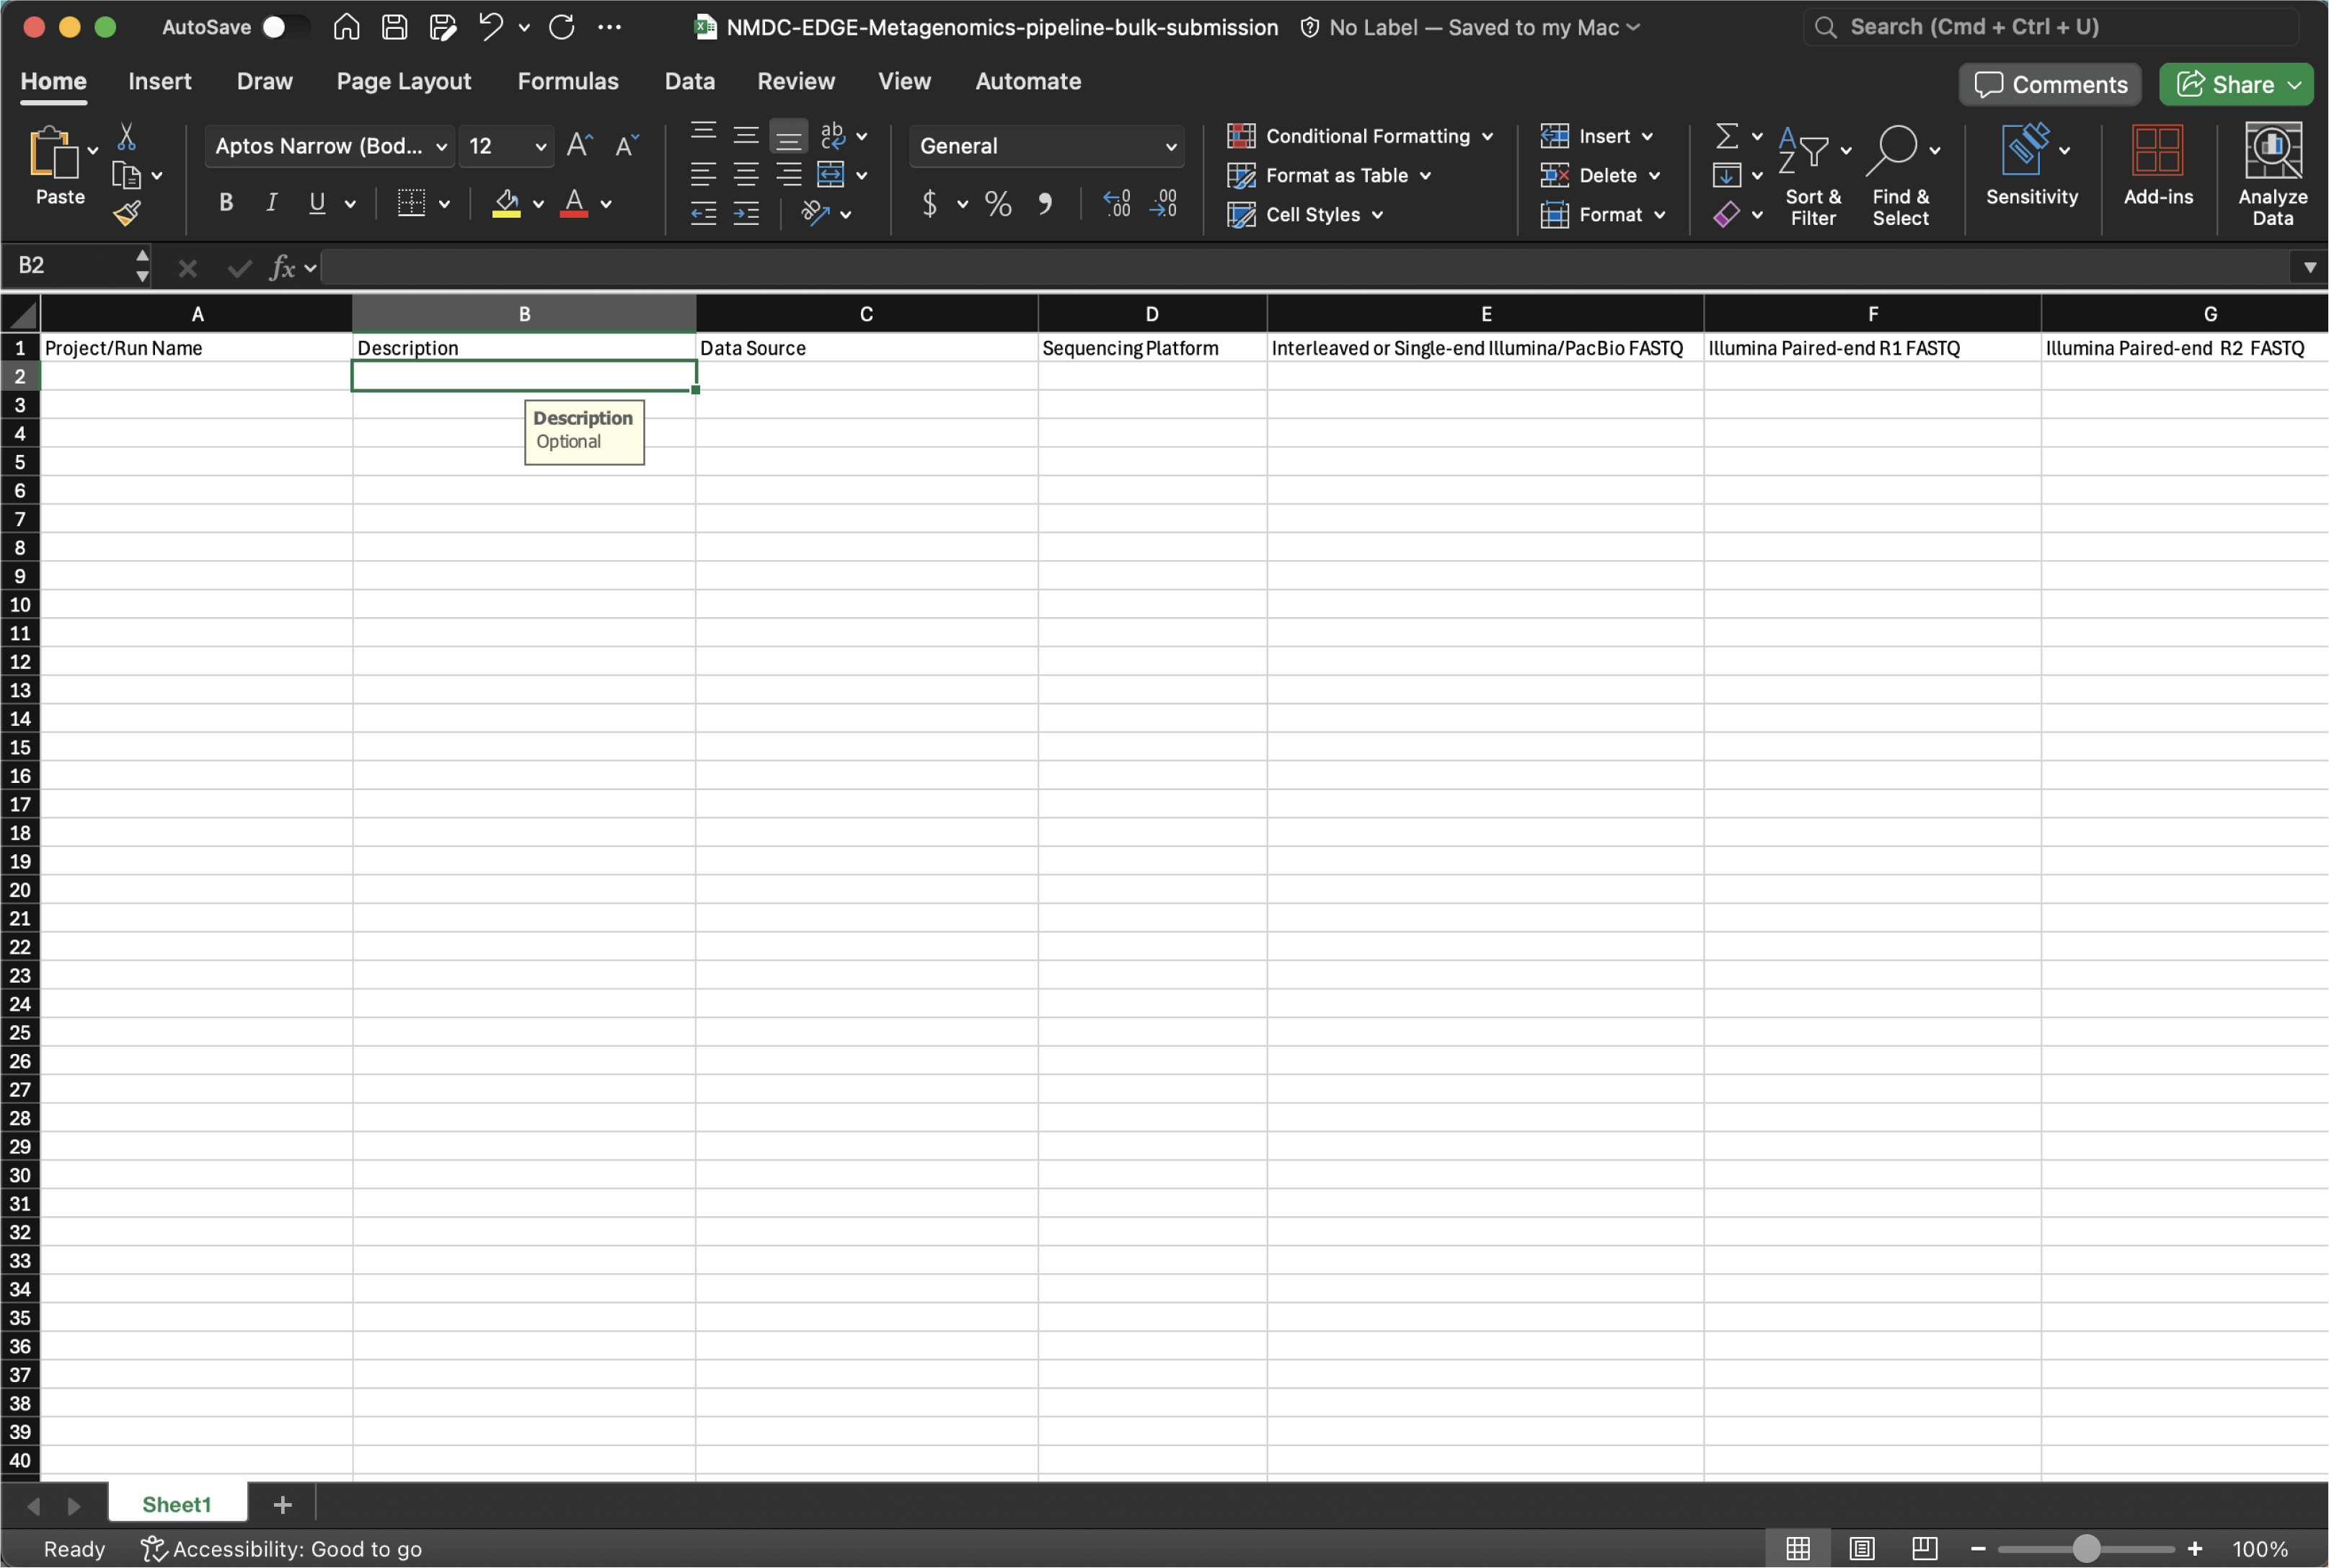 AutoSave NMDC-EDGE-Metagenomics-pipeline-bulk-submission No Label — Saved to my Mac Search (Cmd + Ctrl + U)
Home Insert Draw Page Layout Formulas Data Review View Automate Comments Share
Paste
Aptos Narrow (Bod... 12
B I U
ab
General
$ % 9
Conditional Formatting
Format as Table
Cell Styles
Insert
Delete
Format
Sort &
Filter
Find &
Select
Sensitivity
Add-ins
Analyze
Data
B2 fx
A B C D E F G
1 Project/Run Name Description Data Source Sequencing Platform Interleaved or Single-end Illumina/PacBio FASTQ Illumina Paired-end R1 FASTQ Illumina Paired-end R2 FASTQ
2
3
Description
4
Optional
5
6
7
8
9
10
11
12
13
14
15
16
17
18
19
20
21
22
23
24
25
26
27
28
29
30
31
32
33
34
35
36
37
38
39
40
Sheet1 +
Ready Accessibility: Good to go 100%